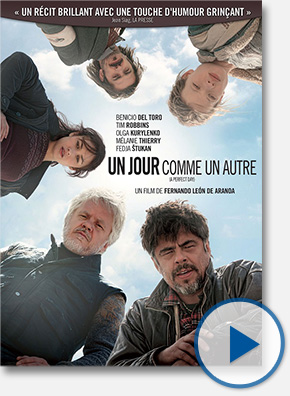 « UN RÉCIT BRILLANT AVEC UNE TOUCHE D'HUMOUR GRINÇANT »
LA PRESSE
BENICIO DEL TORO
TIM ROBBINS
OLGA KURYLENKO
MÉLANIE THIERRY
FEDJA ŠTUKAN
UN JOUR COMME UN AUTRE
(A PERFECT DAY)
UN FILM DE FERNANDO LEÓN DE ARANOA